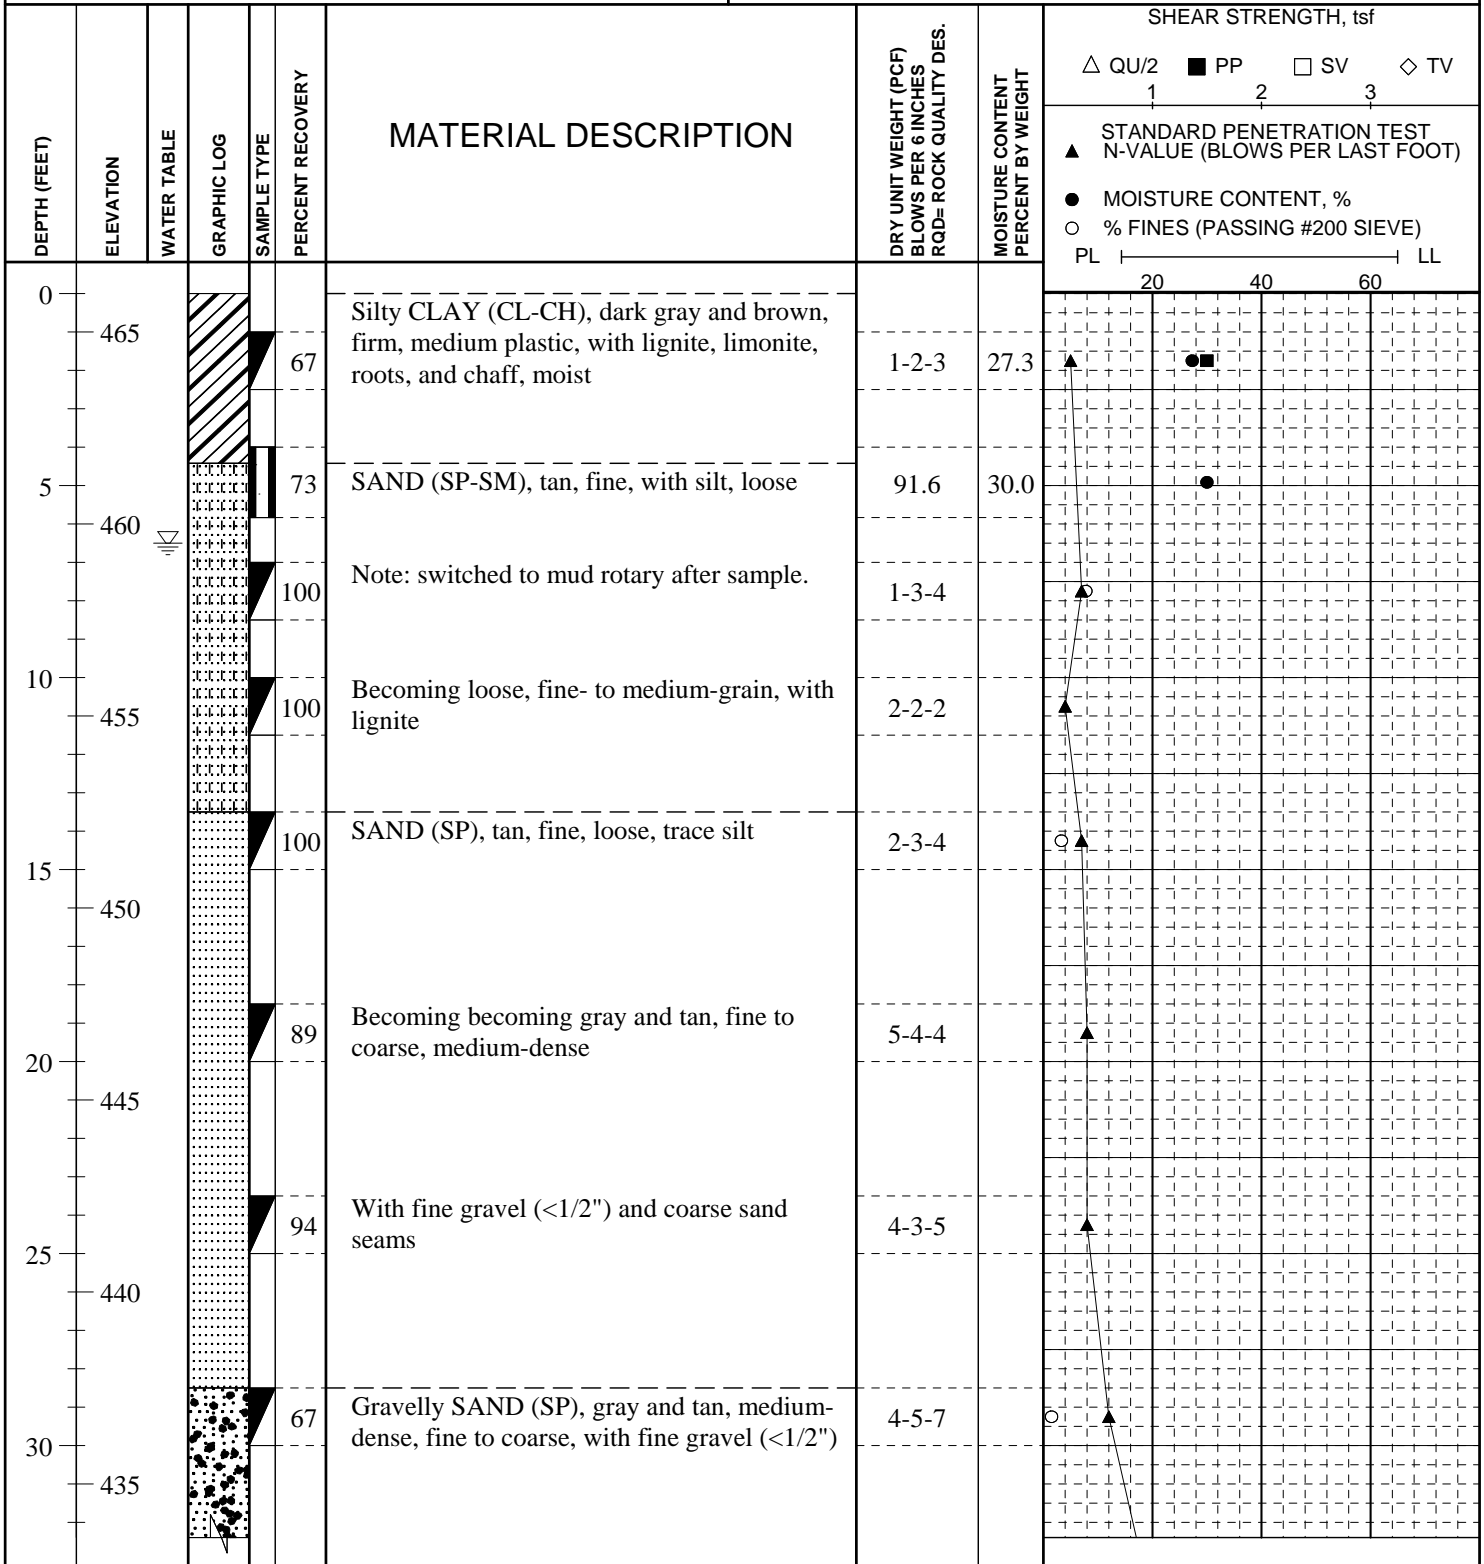 SHEAR STRENGTH, tsf
QU/2 PP SV TV
1 2 3
STANDARD PENETRATION TEST
N-VALUE (BLOWS PER LAST FOOT)
MOISTURE CONTENT, %
% FINES (PASSING #200 SIEVE)
PL LL
20 40 60
DEPTH (FEET)
ELEVATION
WATER TABLE
GRAPHIC LOG
SAMPLE TYPE
PERCENT RECOVERY
MATERIAL DESCRIPTION
DRY UNIT WEIGHT (PCF)
BLOWS PER 6 INCHES
RQD= ROCK QUALITY DES.
MOISTURE CONTENT
PERCENT BY WEIGHT
0
Silty CLAY (CL-CH), dark gray and brown,
465
firm, medium plastic, with lignite, limonite,
67 1-2-3 27.3
roots, and chaff, moist
5 73 SAND (SP-SM), tan, fine, with silt, loose 91.6 30.0
460
Note: switched to mud rotary after sample.
100 1-3-4
10
Becoming loose, fine- to medium-grain, with
100 2-2-2
455 lignite
SAND (SP), tan, fine, loose, trace silt
100 2-3-4
15
450
Becoming becoming gray and tan, fine to
89 5-4-4
coarse, medium-dense
20
445
With fine gravel (<1/2") and coarse sand
94 4-3-5
seams
25
440
Gravelly SAND (SP), gray and tan, medium-
67 4-5-7
30 dense, fine to coarse, with fine gravel (<1/2")
435